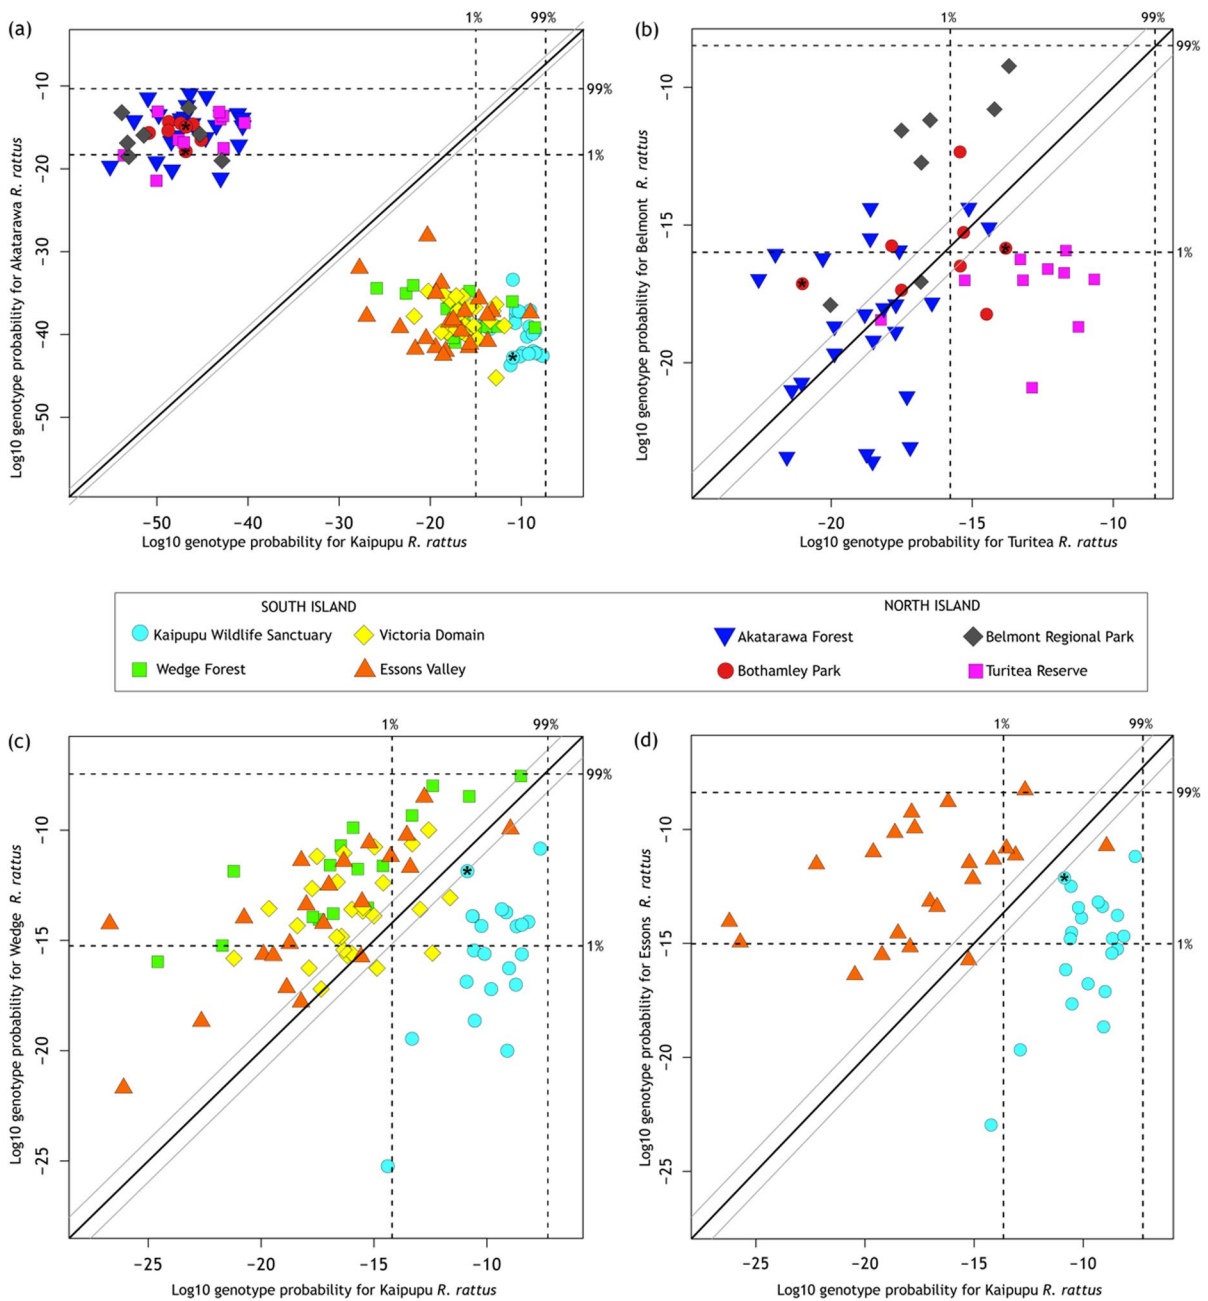 (a)
1%
99%
-10
-20
-30
-40
-50
99%
1%
Log10 genotype probability for Akatarawa R. rattus
-50
-40
-30
-20
-10
Log10 genotype probability for Kaipupu R. rattus
(b)
1%
99%
-10
-15
-20
99%
1%
Log10 genotype probability for Belmont R. rattus
-20
-15
-10
Log10 genotype probability for Turitea R. rattus
SOUTH ISLAND
NORTH ISLAND
Kaipupu Wildlife Sanctuary
Victoria Domain
Akatarawa Forest
Belmont Regional Park
Wedge Forest
Essons Valley
Bothamley Park
Turitea Reserve
(c)
1%
99%
-10
-15
-20
-25
99%
1%
Log10 genotype probability for Wedge R. rattus
-25
-20
-15
-10
Log10 genotype probability for Kaipupu R. rattus
(d)
1%
99%
-10
-15
-20
-25
99%
1%
Log10 genotype probability for Essons R. rattus
-25
-20
-15
-10
Log10 genotype probability for Kaipupu R. rattus